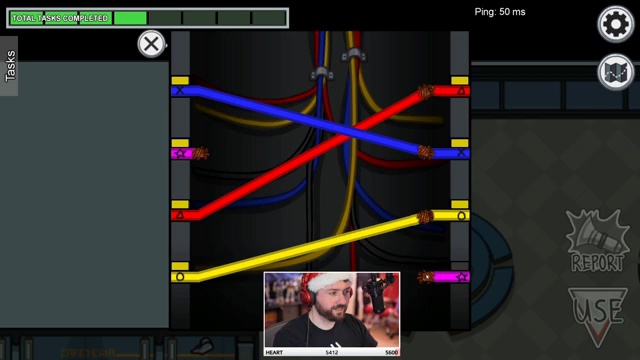 TOTAL TASKS COMPLETED
Ping: 50 ms
Tasks
REPORT
USE
HEART 5412 5600